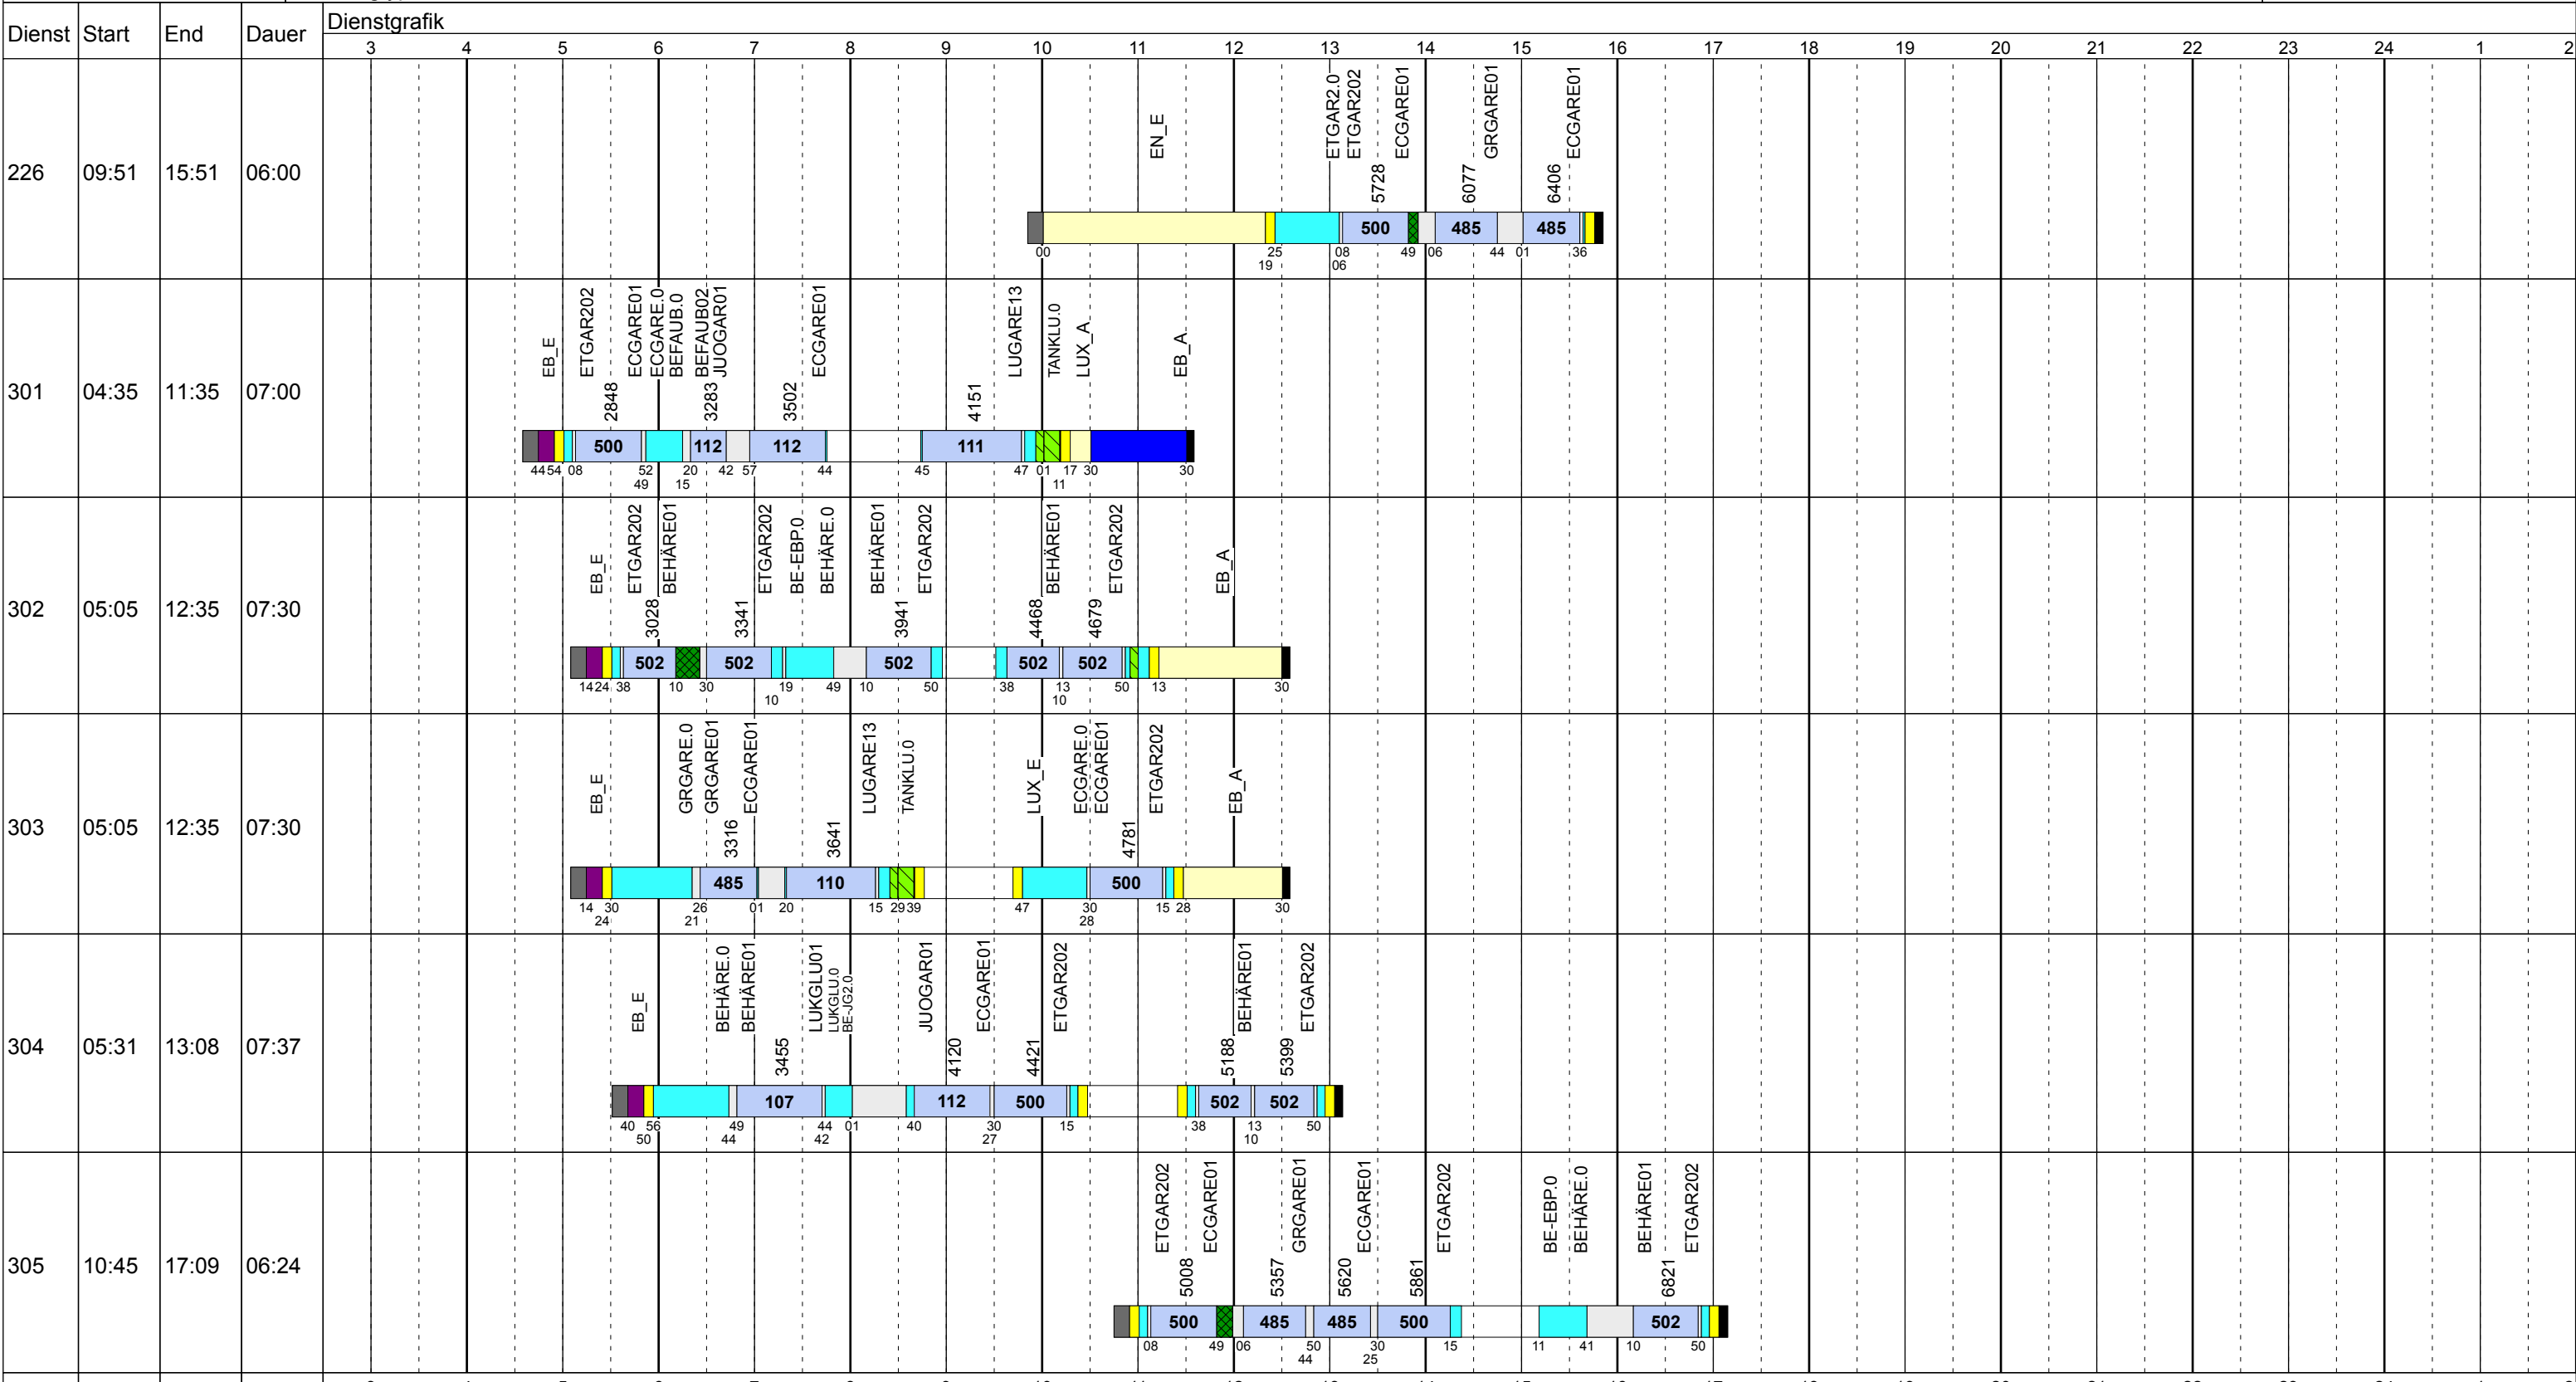 Dienst Start End Dauer Dienstgrafik
3 4 5 6 7 8 9 10 11 12 13 14 15 16 17 18 19 20 21 22 23 24 1 2
226 09:51 15:51 06:00
EN_E ETGAR2.0 ETGAR202 ECGARE01 GRGARE01 ECGARE01
5728 6077 6406
500 485 485
00 25 08 49 06 44 01 36
19 06
301 04:35 11:35 07:00
EB_E ETGAR202 ECGARE01 ECGARE.0 BEFAUB.0 BEFAUB02 JUOGAR01 ECGARE01 LUGARE13 TANKLU.0 LUX_A EB_A
2848 3283 3502 4151
500 112 112 111
44 54 08 52 20 42 57 44 45 47 01 17 30 30
49 15 11
302 05:05 12:35 07:30
EB_E ETGAR202 BEHÄRE01 ETGAR202 BE-EBP.0 BEHÄRE.0 BEHÄRE01 ETGAR202 BEHÄRE01 ETGAR202 EB_A
3028 3341 3941 4468 4679
502 502 502 502 502
14 24 38 10 30 19 49 10 50 38 13 50 13 30
10 10
303 05:05 12:35 07:30
EB_E GRGARE.0 GRGARE01 ECGARE01 LUGARE13 TANKLU.0 LUX_E ECGARE.0 ECGARE01 ETGAR202 EB_A
3316 3641 4781
485 110 500
14 30 26 01 20 15 29 39 47 30 15 28 30
24 21 28
304 05:31 13:08 07:37
EB_E BEHÄRE.0 BEHÄRE01 LUKGLU01 LUKGLU.0 BE-JG2.0 JUOGAR01 ECGARE01 ETGAR202 BEHÄRE01 ETGAR202
3455 4120 4421 5188 5399
107 112 500 502 502
40 56 49 44 01 40 30 15 38 13 50
50 44 42 27 10
305 10:45 17:09 06:24
ETGAR202 ECGARE01 GRGARE01 ECGARE01 ETGAR202 BE-EBP.0 BEHÄRE.0 BEHÄRE01 ETGAR202
5008 5357 5620 5861 6821
500 485 485 500 502
08 49 06 50 30 15 11 41 10 50
44 25